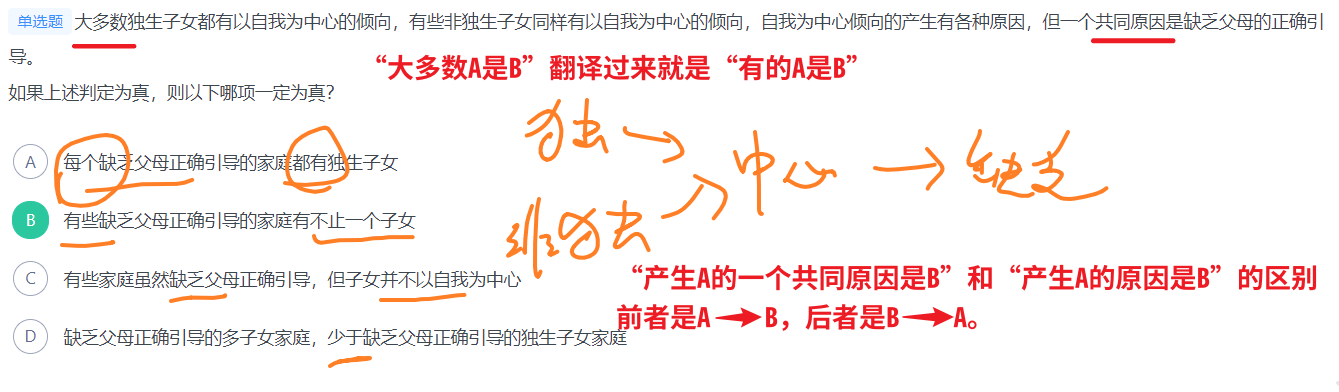 单选题 大多数独生子女都有以自我为中心的倾向，有些非独生子女同样有以自我为中心的倾向，自我为中心倾向的产生有各种原因，但一个共同原因是缺乏父母的正确引
导。
“大多数A是B”翻译过来就是“有的A是B”
如果上述判定为真，则以下哪项一定为真？
独 → 中心 → 缺乏
非独
A 每个缺乏父母正确引导的家庭都有独生子女
B 有些缺乏父母正确引导的家庭有不止一个子女
C 有些家庭虽然缺乏父母正确引导，但子女并不以自我为中心
“产生A的一个共同原因是B”和“产生A的原因是B”的区别
前者是A→B，后者是B→A。
D 缺乏父母正确引导的多子女家庭，少于缺乏父母正确引导的独生子女家庭